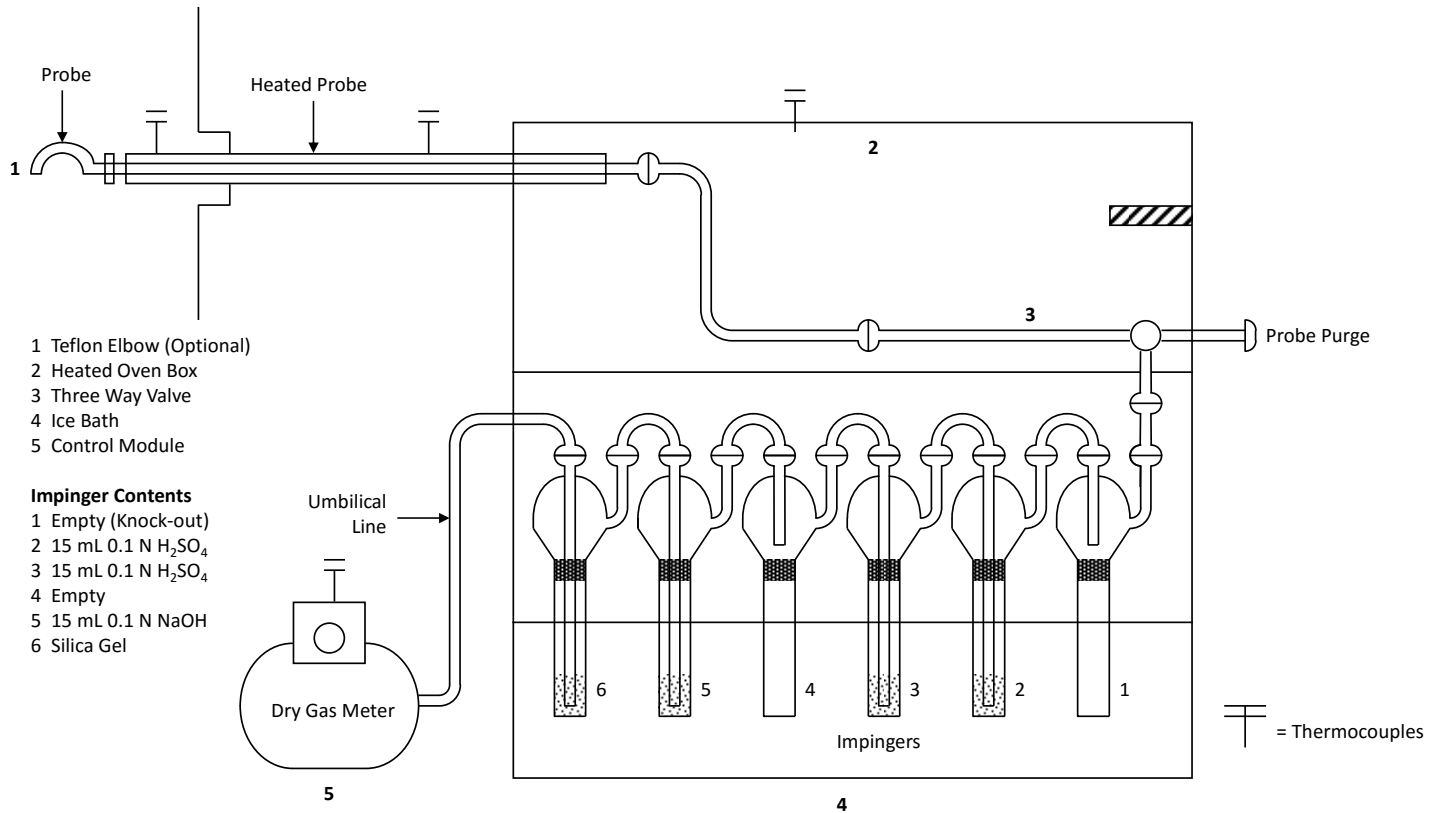 Probe
Heated Probe
1
2
3
Probe Purge
1 Teflon Elbow (Optional)
2 Heated Oven Box
3 Three Way Valve
4 Ice Bath
5 Control Module
Impinger Contents
1 Empty (Knock-out)
2 15 mL 0.1 N H₂SO₄
3 15 mL 0.1 N H₂SO₄
4 Empty
5 15 mL 0.1 N NaOH
6 Silica Gel
Umbilical
Line
Dry Gas Meter
5
6 5 4 3 2 1
Impingers
4
= Thermocouples